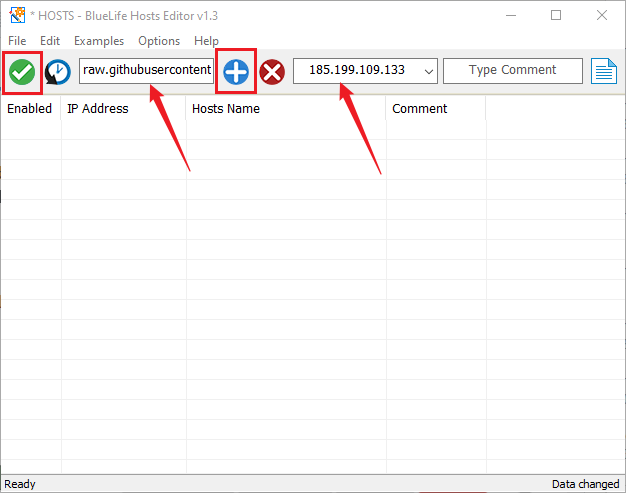 * HOSTS - BlueLife Hosts Editor v1.3
File Edit Examples Options Help
raw.githubusercontent 185.199.109.133 Type Comment
Enabled IP Address Hosts Name Comment
Ready Data changed